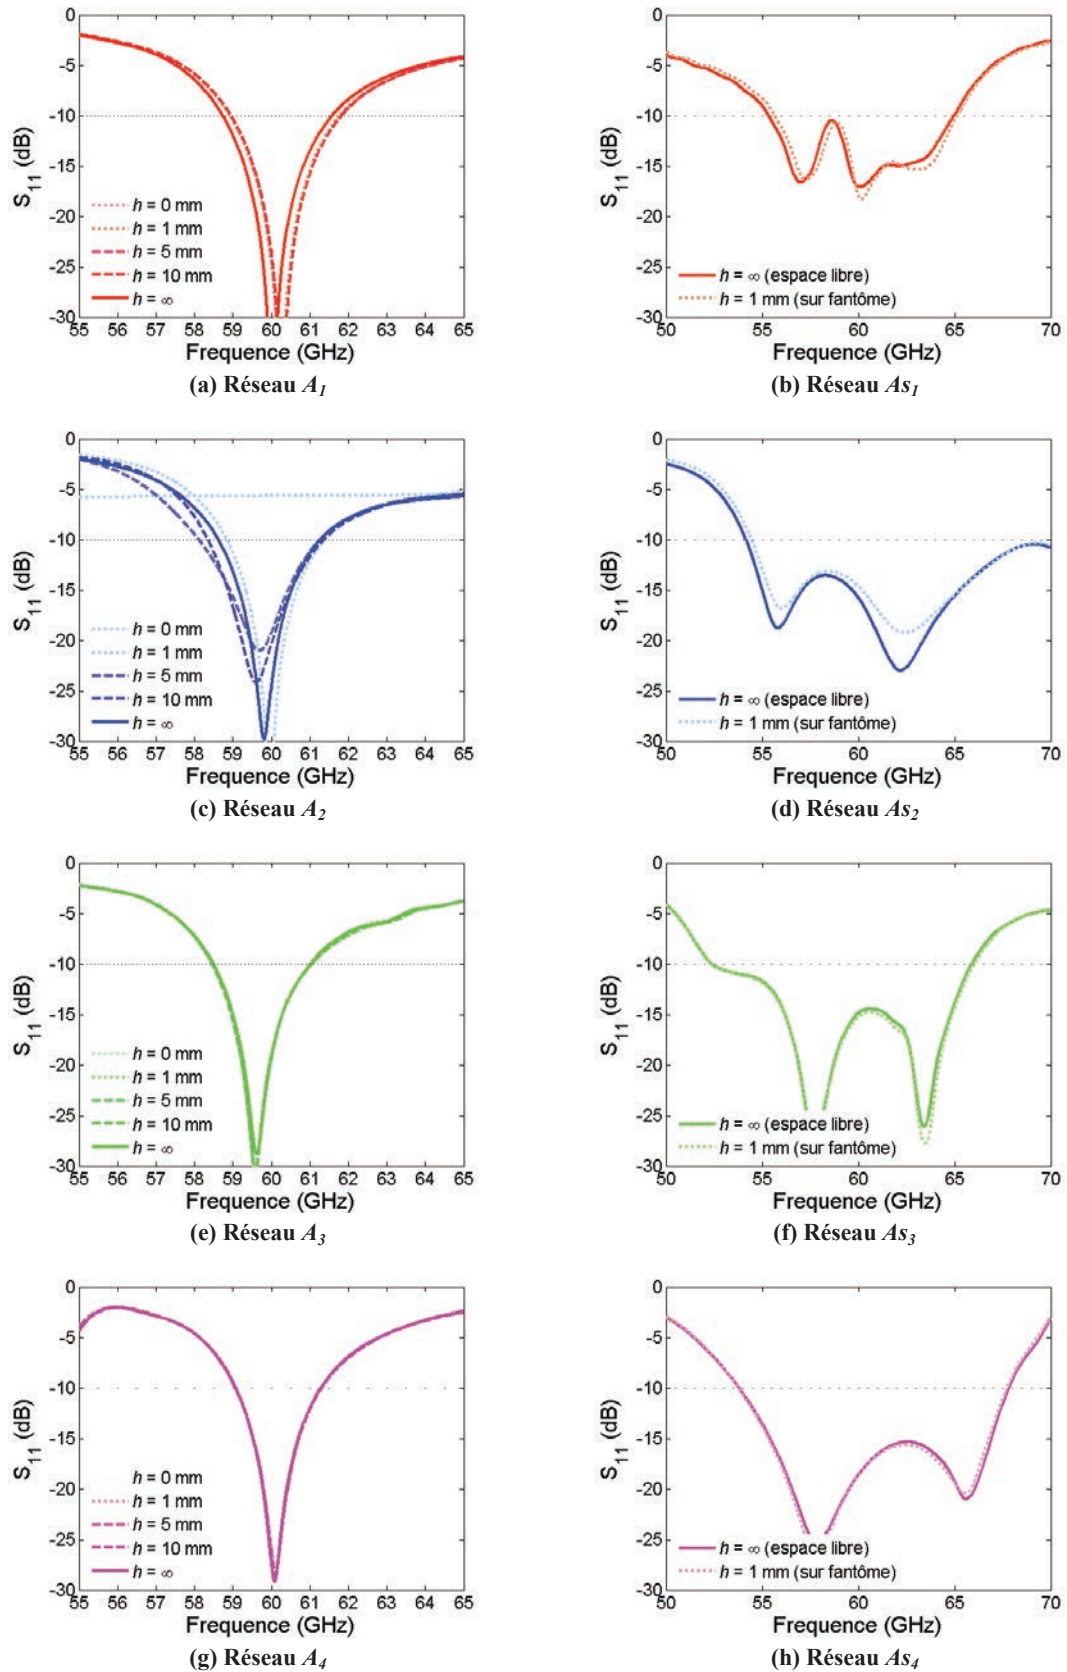 0
-5
-10
-15
-20
-25
-30
S11 (dB)
h = 0 mm
h = 1 mm
h = 5 mm
h = 10 mm
h = ∞
55 56 57 58 59 60 61 62 63 64 65
Frequence (GHz)
(a) Réseau A1
0
-5
-10
-15
-20
-25
-30
S11 (dB)
h = ∞ (espace libre)
h = 1 mm (sur fantôme)
50 55 60 65 70
Frequence (GHz)
(b) Réseau As1
0
-5
-10
-15
-20
-25
-30
S11 (dB)
h = 0 mm
h = 1 mm
h = 5 mm
h = 10 mm
h = ∞
55 56 57 58 59 60 61 62 63 64 65
Frequence (GHz)
(c) Réseau A2
0
-5
-10
-15
-20
-25
-30
S11 (dB)
h = ∞ (espace libre)
h = 1 mm (sur fantôme)
50 55 60 65 70
Frequence (GHz)
(d) Réseau As2
0
-5
-10
-15
-20
-25
-30
S11 (dB)
h = 0 mm
h = 1 mm
h = 5 mm
h = 10 mm
h = ∞
55 56 57 58 59 60 61 62 63 64 65
Frequence (GHz)
(e) Réseau A3
0
-5
-10
-15
-20
-25
-30
S11 (dB)
h = ∞ (espace libre)
h = 1 mm (sur fantôme)
50 55 60 65 70
Frequence (GHz)
(f) Réseau As3
0
-5
-10
-15
-20
-25
-30
S11 (dB)
h = 0 mm
h = 1 mm
h = 5 mm
h = 10 mm
h = ∞
55 56 57 58 59 60 61 62 63 64 65
Frequence (GHz)
(g) Réseau A4
0
-5
-10
-15
-20
-25
-30
S11 (dB)
h = ∞ (espace libre)
h = 1 mm (sur fantôme)
50 55 60 65 70
Frequence (GHz)
(h) Réseau As4